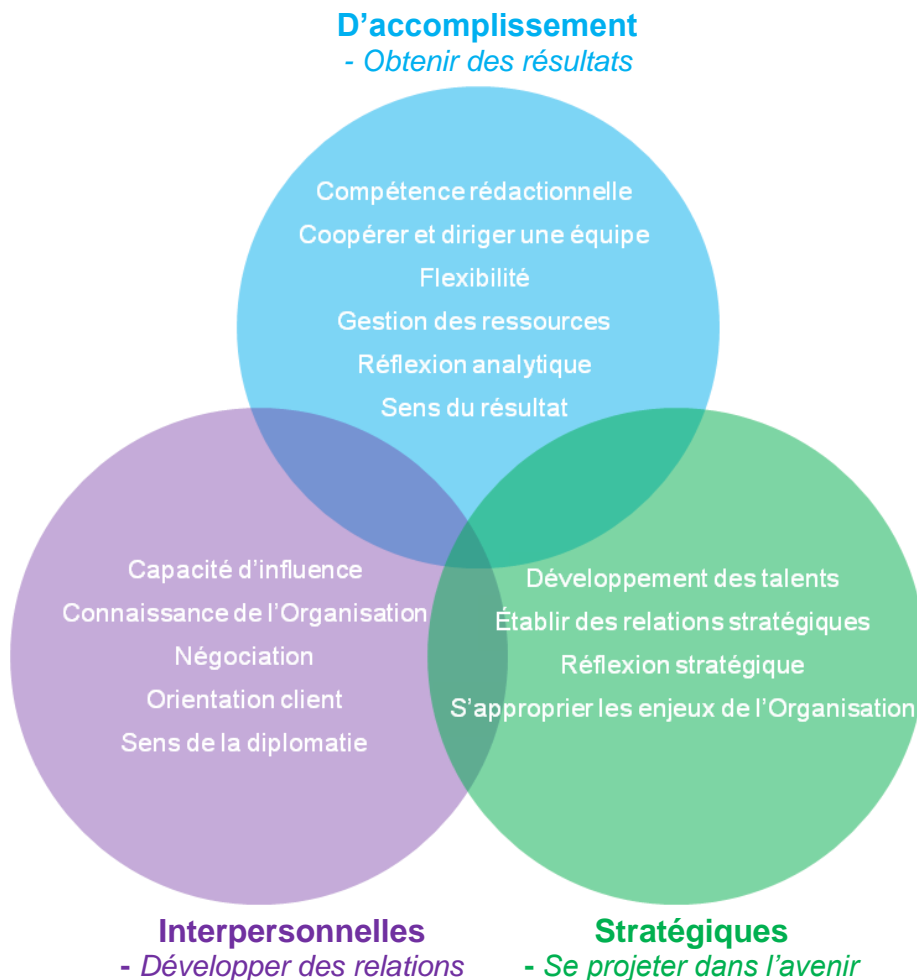 D'accomplissement
- Obtenir des résultats
Compétence rédactionnelle
Coopérer et diriger une équipe
Flexibilité
Gestion des ressources
Réflexion analytique
Sens du résultat
Capacité d'influence
Connaissance de l'Organisation
Négociation
Orientation client
Sens de la diplomatie
Développement des talents
Établir des relations stratégiques
Réflexion stratégique
S'approprier les enjeux de l'Organisation
Interpersonnelles
- Développer des relations
Stratégiques
- Se projeter dans l'avenir